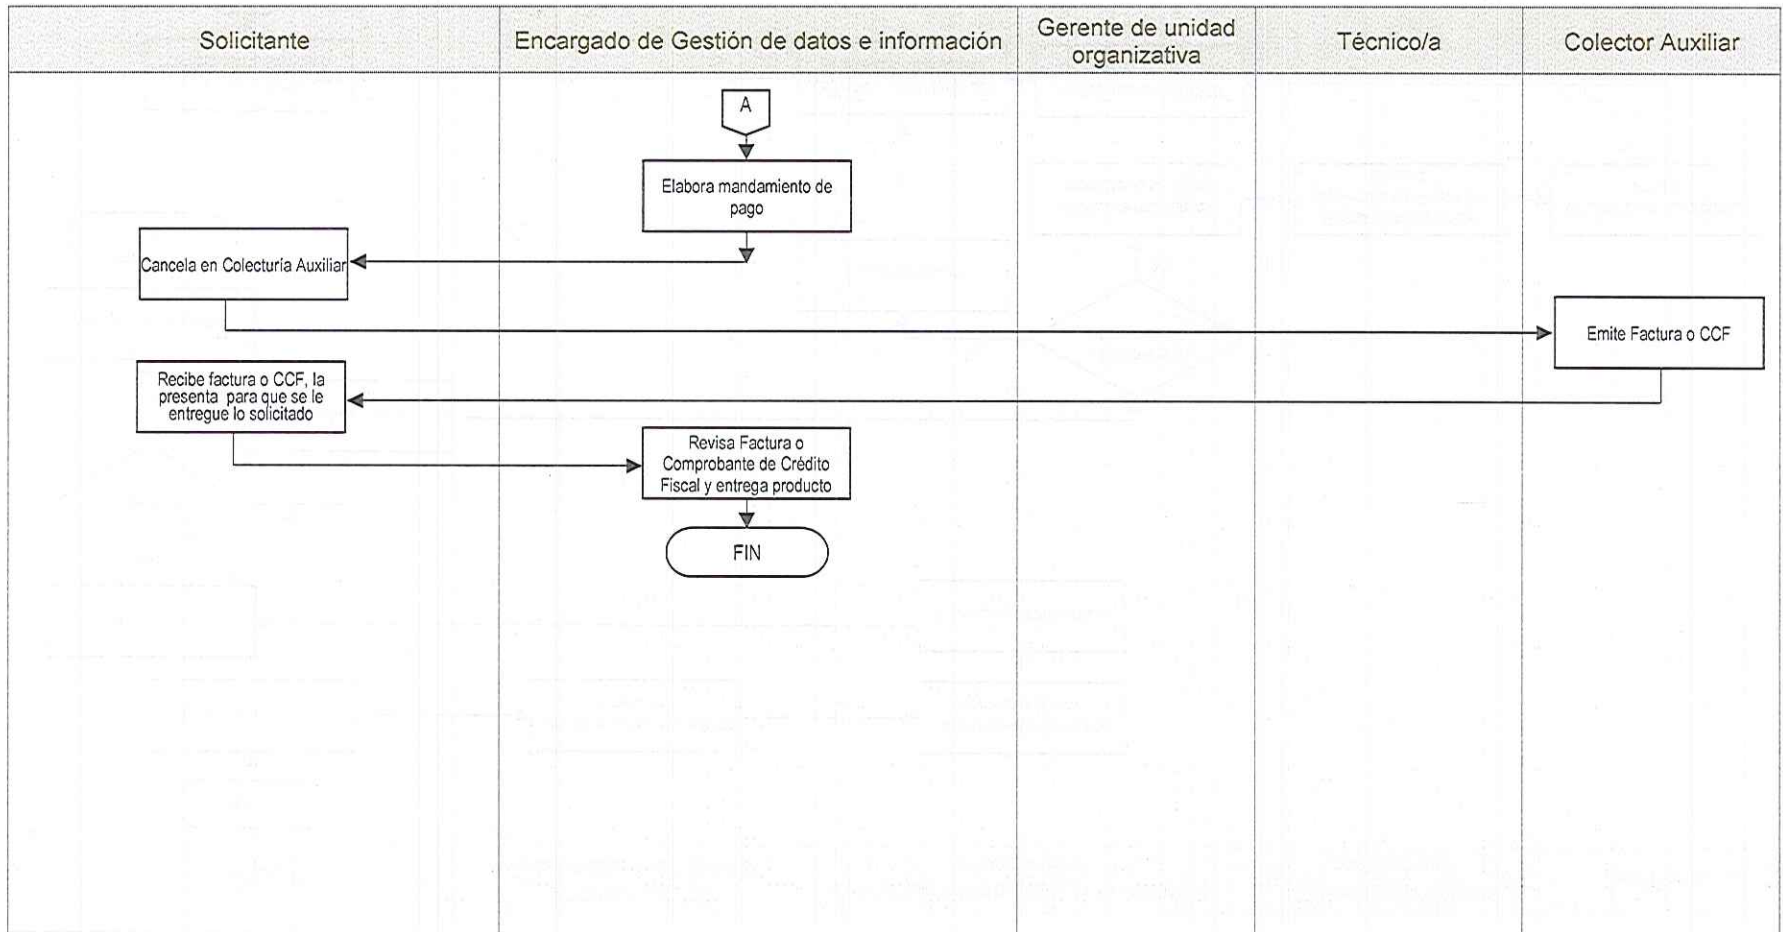 Solicitante
Encargado de Gestión de datos e información
Gerente de unidad
organizativa
Técnico/a
Colector Auxiliar
A
Elabora mandamiento de
pago
Cancela en Colecturía Auxiliar
Emite Factura o CCF
Recibe factura o CCF, la
presenta para que se le
entregue lo solicitado
Revisa Factura o
Comprobante de Crédito
Fiscal y entrega producto
FIN